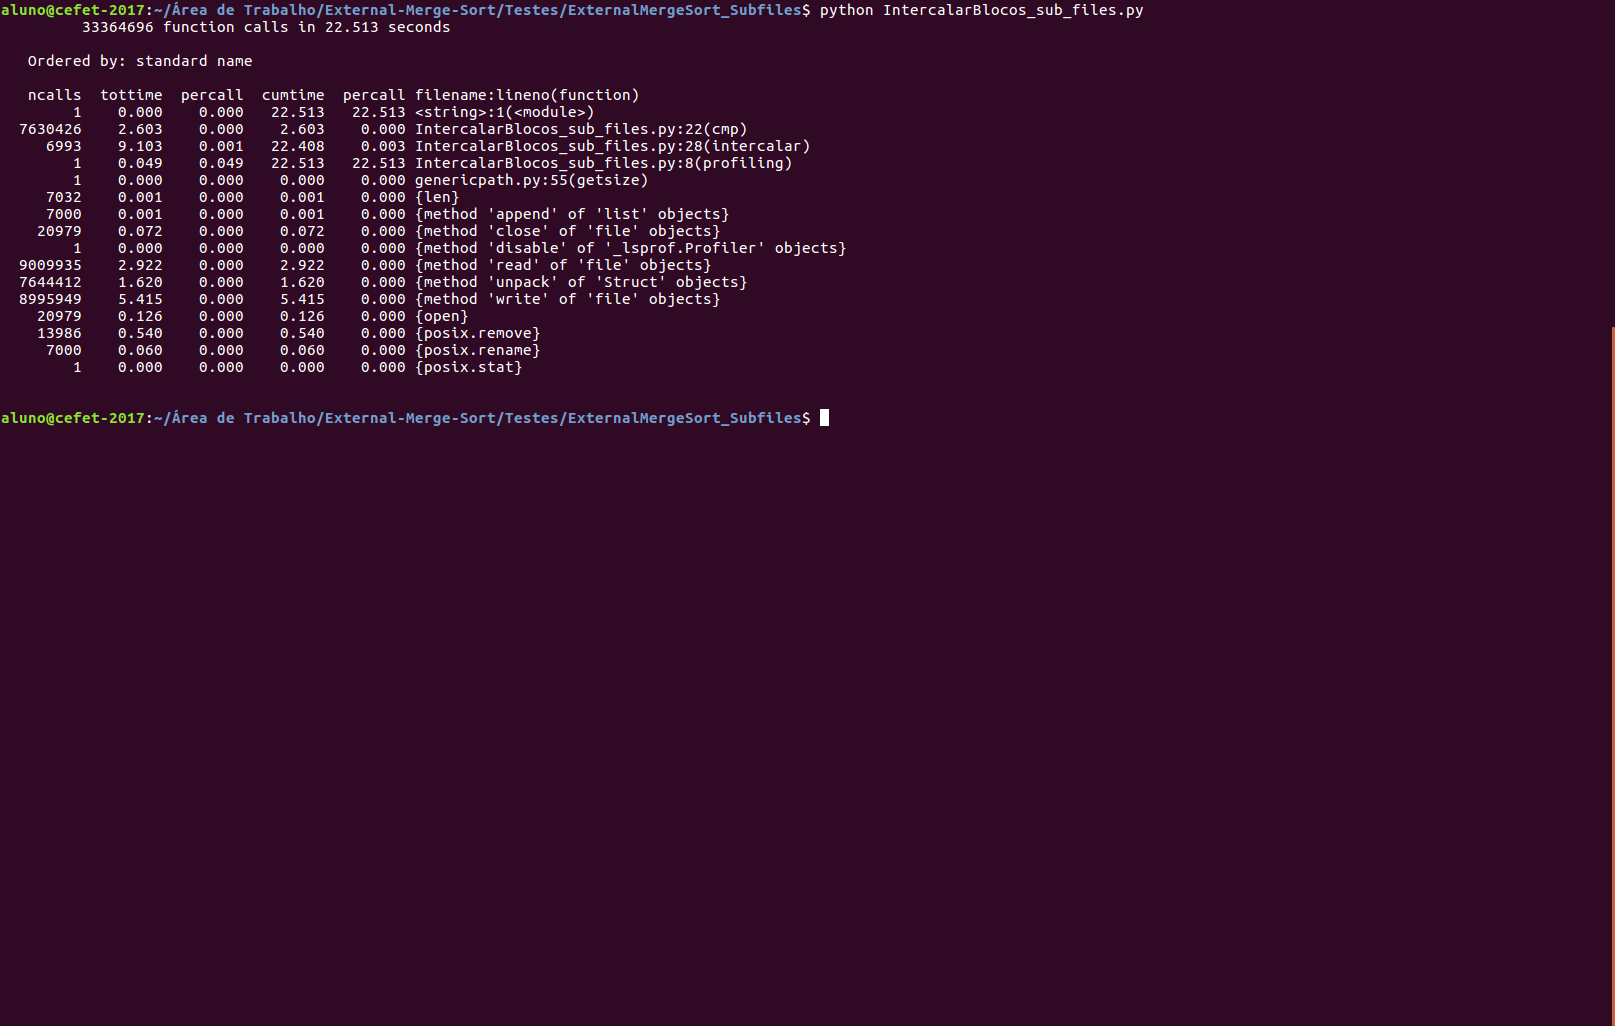 aluno@cefet-2017:~/Área de Trabalho/External-Merge-Sort/Testes/ExternalMergeSort_Subfiles$ python IntercalarBlocos_sub_files.py
         33364696 function calls in 22.513 seconds

   Ordered by: standard name

   ncalls  tottime  percall  cumtime  percall filename:lineno(function)
        1    0.000    0.000   22.513   22.513 <string>:1(<module>)
  7630426    2.603    0.000    2.603    0.000 IntercalarBlocos_sub_files.py:22(cmp)
     6993    9.103    0.001   22.408    0.003 IntercalarBlocos_sub_files.py:28(intercalar)
        1    0.049    0.049   22.513   22.513 IntercalarBlocos_sub_files.py:8(profiling)
        1    0.000    0.000    0.000    0.000 genericpath.py:55(getsize)
     7032    0.001    0.000    0.001    0.000 {len}
     7000    0.001    0.000    0.001    0.000 {method 'append' of 'list' objects}
    20979    0.072    0.000    0.072    0.000 {method 'close' of 'file' objects}
        1    0.000    0.000    0.000    0.000 {method 'disable' of '_lsprof.Profiler' objects}
  9009935    2.922    0.000    2.922    0.000 {method 'read' of 'file' objects}
  7644412    1.620    0.000    1.620    0.000 {method 'unpack' of 'Struct' objects}
  8995949    5.415    0.000    5.415    0.000 {method 'write' of 'file' objects}
    20979    0.126    0.000    0.126    0.000 {open}
    13986    0.540    0.000    0.540    0.000 {posix.remove}
     7000    0.060    0.000    0.060    0.000 {posix.rename}
        1    0.000    0.000    0.000    0.000 {posix.stat}

aluno@cefet-2017:~/Área de Trabalho/External-Merge-Sort/Testes/ExternalMergeSort_Subfiles$